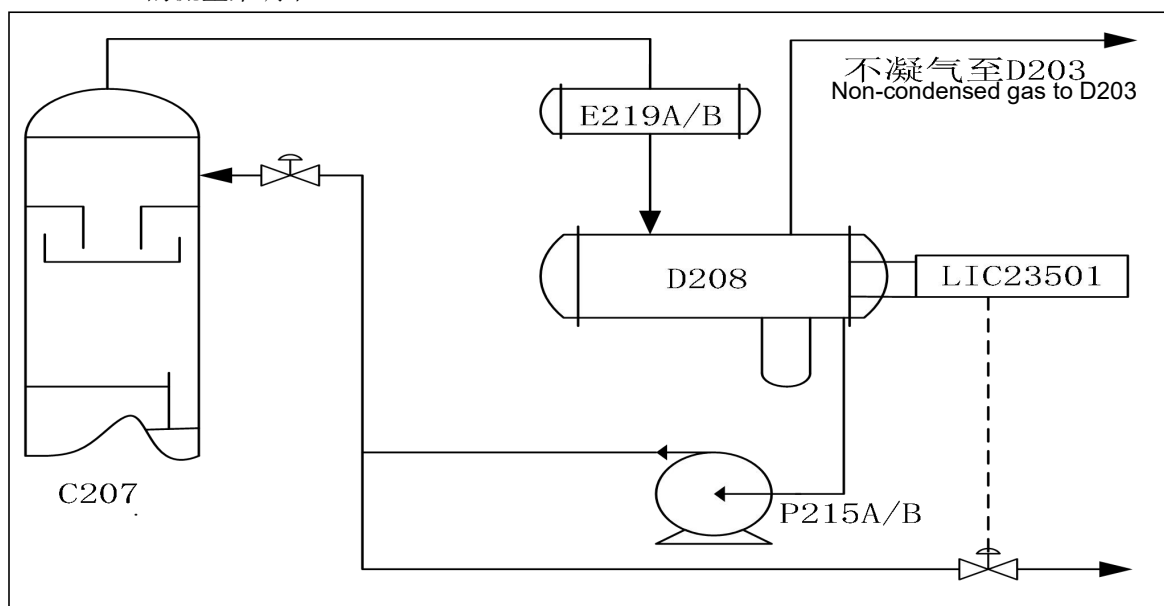 不凝气至D203
Non-condensed gas to D203
E219A/B
D208
LIC23501
C207
P215A/B